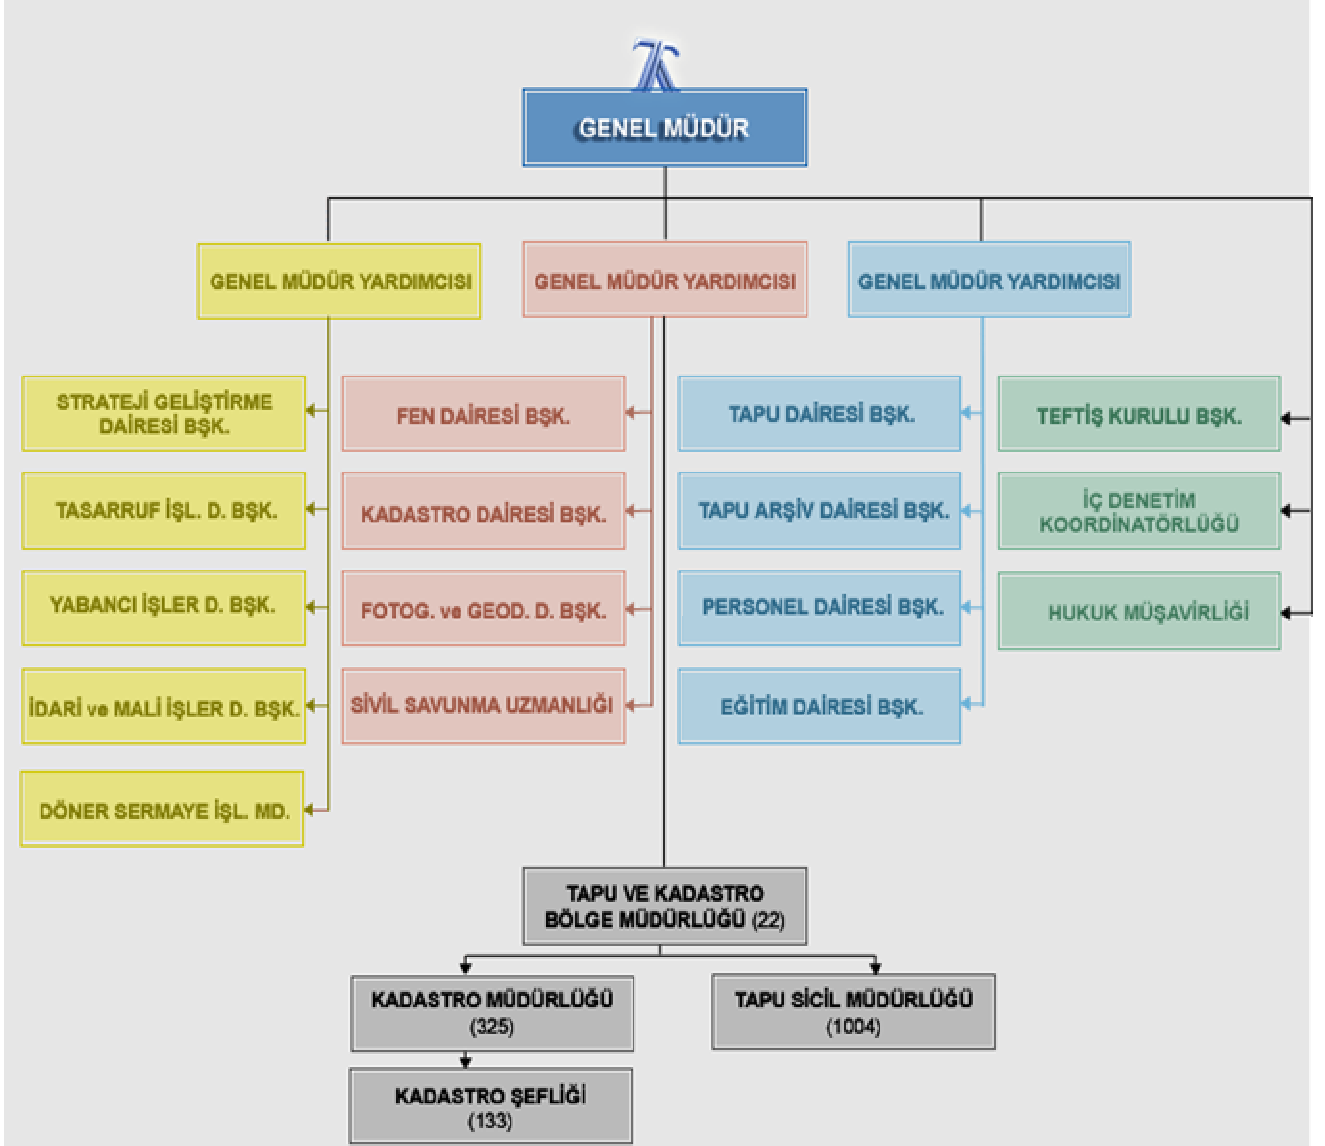 GENEL MÜDÜR
GENEL MÜDÜR YARDIMCISI
GENEL MÜDÜR YARDIMCISI
GENEL MÜDÜR YARDIMCISI
STRATEJİ GELİŞTİRME
DAİRESİ BŞK.
TASARRUF İŞL. D. BŞK.
YABANCI İŞLER D. BŞK.
İDARİ ve MALİ İŞLER D. BŞK.
DÖNER SERMAYE İŞL. MD.
FEN DAİRESİ BŞK.
KADASTRO DAİRESİ BŞK.
FOTOG. ve GEOD. D. BŞK.
SİVİL SAVUNMA UZMANLIĞI
TAPU DAİRESİ BŞK.
TAPU ARŞİV DAİRESİ BŞK.
PERSONEL DAİRESİ BŞK.
EĞİTİM DAİRESİ BŞK.
TEFTİŞ KURULU BŞK.
İÇ DENETİM
KOORDİNATÖRLÜĞÜ
HUKUK MÜŞAVİRLİĞİ
TAPU VE KADASTRO
BÖLGE MÜDÜRLÜĞÜ (22)
KADASTRO MÜDÜRLÜĞÜ
(325)
TAPU SİCİL MÜDÜRLÜĞÜ
(1004)
KADASTRO ŞEFLİĞİ
(133)